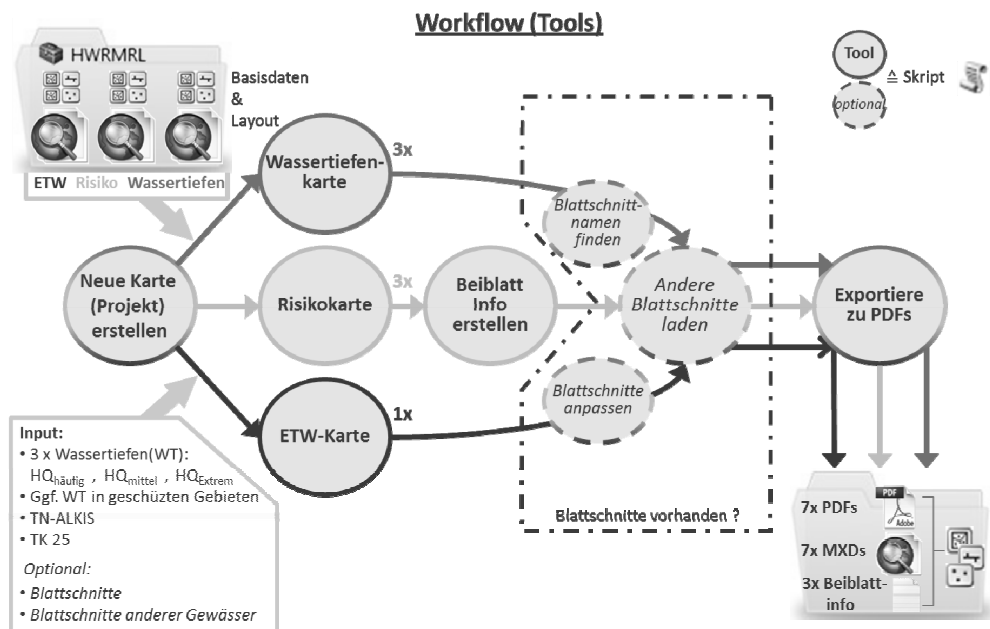 Workflow (Tools)
HWRMRL
Basisdaten
&
Layout
ETW Risiko Wassertiefen
Tool
optional
≙ Skript
Wassertiefen-
karte
3x
Blattschnitt-
namen
finden
Neue Karte
(Projekt)
erstellen
Risikokarte
3x
Beiblatt
Info
erstellen
Andere
Blattschnitte
laden
Exportiere
zu PDFs
ETW-Karte
1x
Blattschnitte
anpassen
Blattschnitte vorhanden ?
Input:
• 3 x Wassertiefen(WT):
HQhäufig , HQmittel , HQExtrem
• Ggf. WT in geschüzten Gebieten
• TN-ALKIS
• TK 25
Optional:
• Blattschnitte
• Blattschnitte anderer Gewässer
7x PDFs
PDF
Adobe
7x MXDs
3x Beiblatt-
info